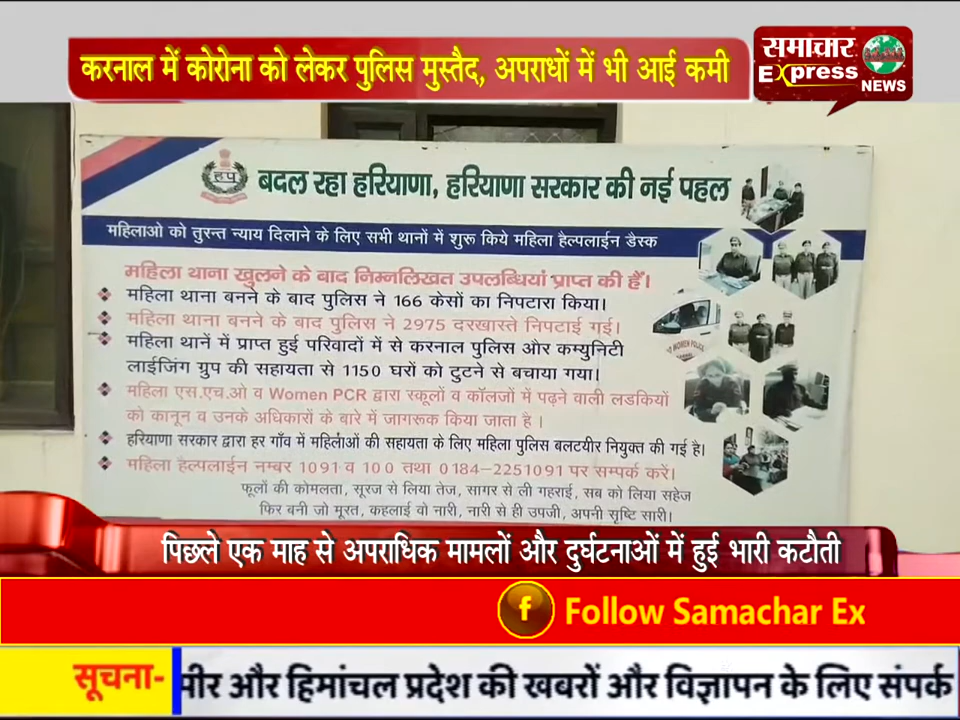 करनाल में कोरोना को लेकर पुलिस मुस्तैद, अपराधों में भी आई कमी
समाचार
Express
NEWS
ह पु
बदल रहा हरियाणा, हरियाणा सरकार की नई पहल
महिलाओ को तुरन्त न्याय दिलाने के लिए सभी थानों में शुरू किये महिला हैल्पलाईन डैस्क
महिला थाना खुलने के बाद निम्नलिखत उपलब्धियां प्राप्त की हैं।
महिला थाना बनने के बाद पुलिस ने 166 केसों का निपटारा किया।
महिला थाना बनने के बाद पुलिस ने 2975 दरखास्ते निपटाई गई।
महिला थानें में प्राप्त हुई परिवादों में से करनाल पुलिस और कम्युनिटी
लाईजिंग ग्रुप की सहायता से 1150 घरों को टुटने से बचाया गया।
महिला एस.एच.ओ व Women PCR द्वारा स्कूलों व कॉलजों में पढ़ने वाली लडकियों
को कानून व उनके अधिकारों के बारे में जागरूक किया जाता है।
हरियाणा सरकार द्वारा हर गाँव में महिलाओं की सहायता के लिए महिला पुलिस बलटयीर नियुक्त की गई है।
महिला हैल्पलाईन नम्बर 1091 व 100 तथा 0184-2251091 पर सम्पर्क करें।
फूलों की कोमलता, सूरज से लिया तेज, सागर से ली गहराई, सब को लिया सहेज
फिर बनी जो मूरत, कहलाई वो नारी, नारी से ही उपजी, अपनी सृष्टि सारी।
WOMEN POLICE
पिछले एक माह से अपराधिक मामलों और दुर्घटनाओं में हुई भारी कटौती
f Follow Samachar Ex
सूचना- मीर और हिमांचल प्रदेश की खबरों और विज्ञापन के लिए संपर्क